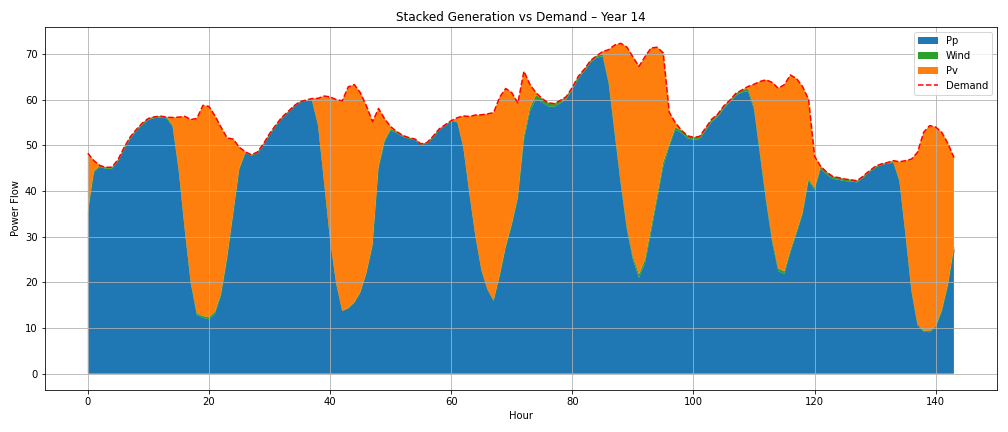 Stacked Generation vs Demand – Year 14
Power Flow
70
60
50
40
30
20
10
0
Pp
Wind
Pv
Demand
0 20 40 60 80 100 120 140
Hour